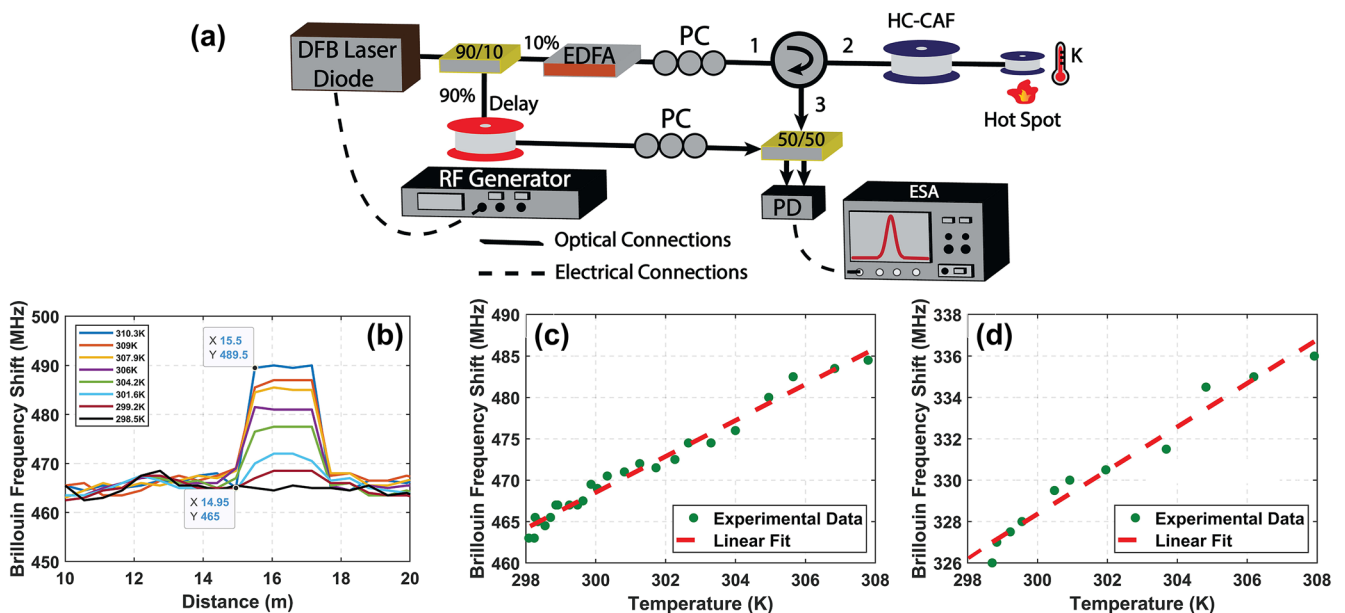 (a)
DFB Laser
Diode
90/10
10%
EDFA
PC
1
2
3
HC-CAF
K
Hot Spot
90%
Delay
PC
50/50
RF Generator
PD
ESA
Optical Connections
Electrical Connections
(b)
Brillouin Frequency Shift (MHz)
500
490
480
470
460
450
310.3K
309K
307.9K
306K
304.2K
301.6K
299.2K
298.5K
X 15.5
Y 489.5
X 14.95
Y 465
10
12
14
16
18
20
Distance (m)
(c)
Brillouin Frequency Shift (MHz)
490
485
480
475
470
465
460
Experimental Data
Linear Fit
298
300
302
304
306
308
Temperature (K)
(d)
Brillouin Frequency Shift (MHz)
338
336
334
332
330
328
326
Experimental Data
Linear Fit
298
300
302
304
306
308
Temperature (K)